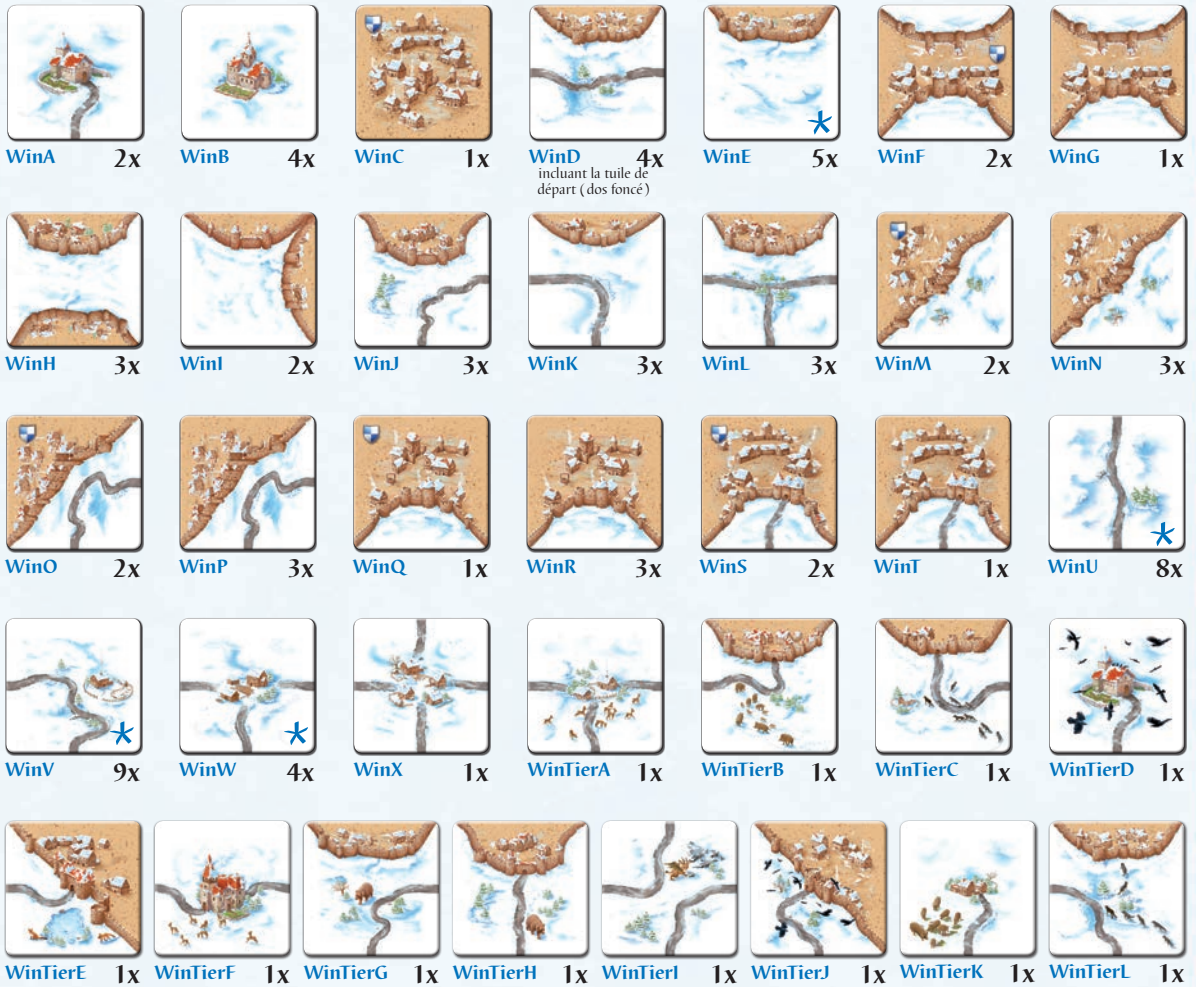 WinA 2x WinB 4x WinC 1x WinD 4x WinE 5x WinF 2x WinG 1x
incluant la tuile de
départ (dos foncé)
WinH 3x WinI 2x WinJ 3x WinK 3x WinL 3x WinM 2x WinN 3x
WinO 2x WinP 3x WinQ 1x WinR 3x WinS 2x WinT 1x WinU 8x
WinV 9x WinW 4x WinX 1x WinTierA 1x WinTierB 1x WinTierC 1x WinTierD 1x
WinTierE 1x WinTierF 1x WinTierG 1x WinTierH 1x WinTierI 1x WinTierJ 1x WinTierK 1x WinTierL 1x